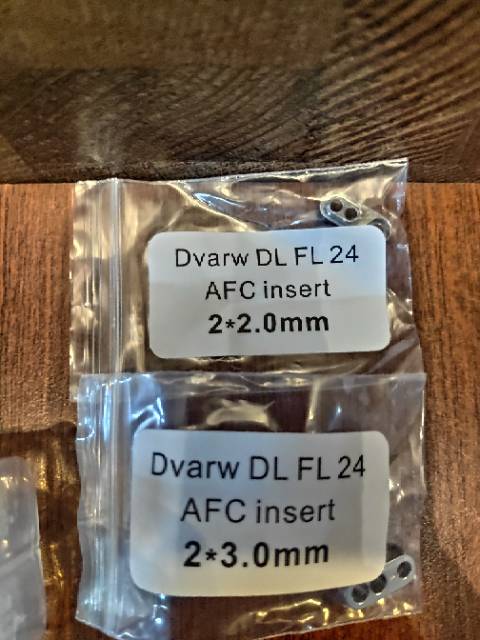 Dvarw DL FL 24
AFC insert
2*2.0mm
Dvarw DL FL 24
AFC insert
2*3.0mm